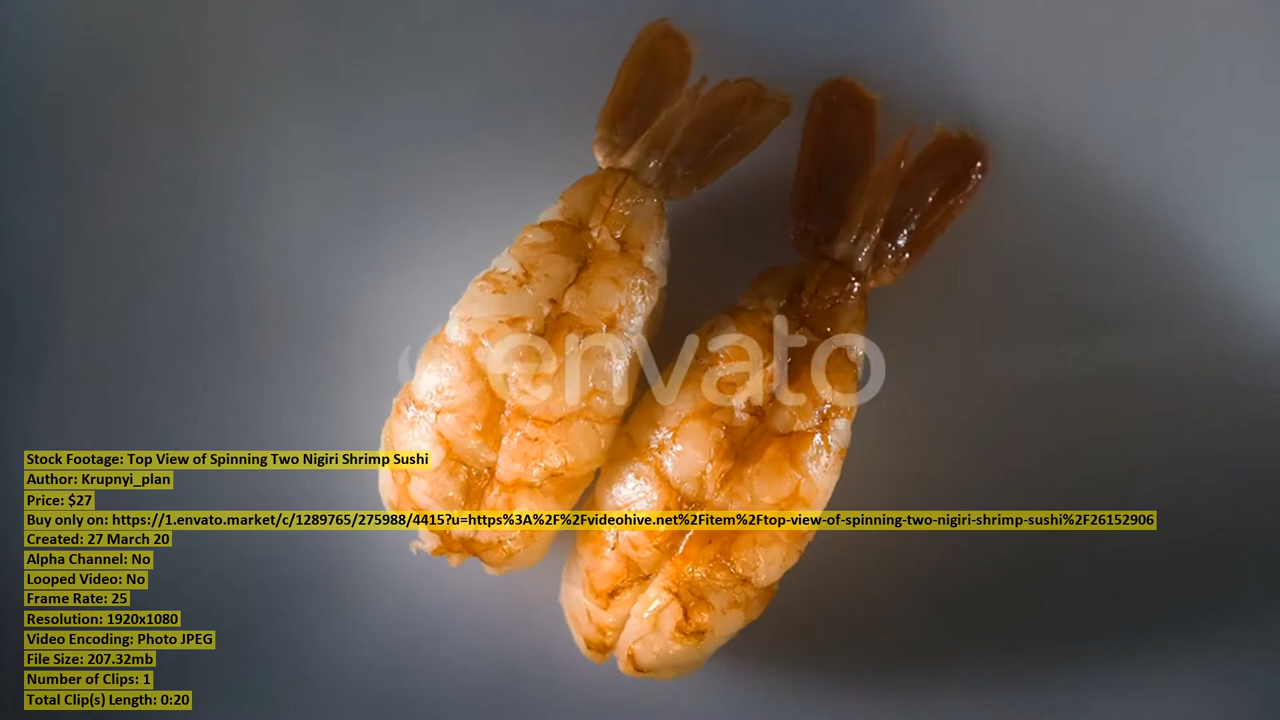 envato
Stock Footage: Top View of Spinning Two Nigiri Shrimp Sushi
Author: Krupnyi_plan
Price: $27
Buy only on: https://1.envato.market/c/1289765/275988/4415?u=https%3A%2F%2Fvideohive.net%2Fitem%2Ftop-view-of-spinning-two-nigiri-shrimp-sushi%2F26152906
Created: 27 March 20
Alpha Channel: No
Looped Video: No
Frame Rate: 25
Resolution: 1920x1080
Video Encoding: Photo JPEG
File Size: 207.32mb
Number of Clips: 1
Total Clip(s) Length: 0:20